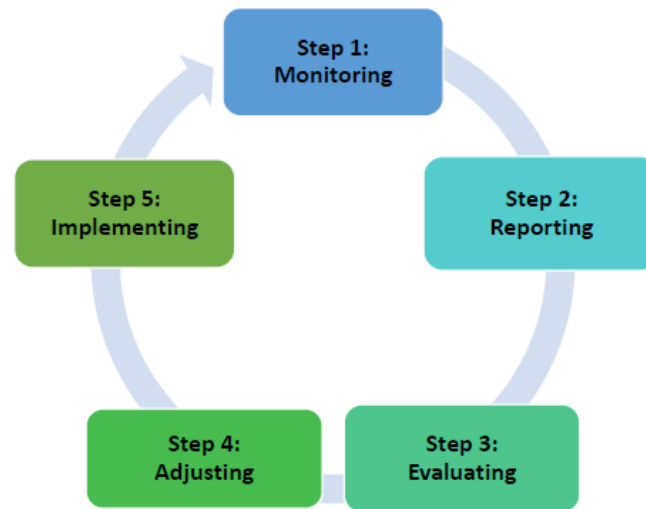 Step 1:
Monitoring
Step 2:
Reporting
Step 3:
Evaluating
Step 4:
Adjusting
Step 5:
Implementing